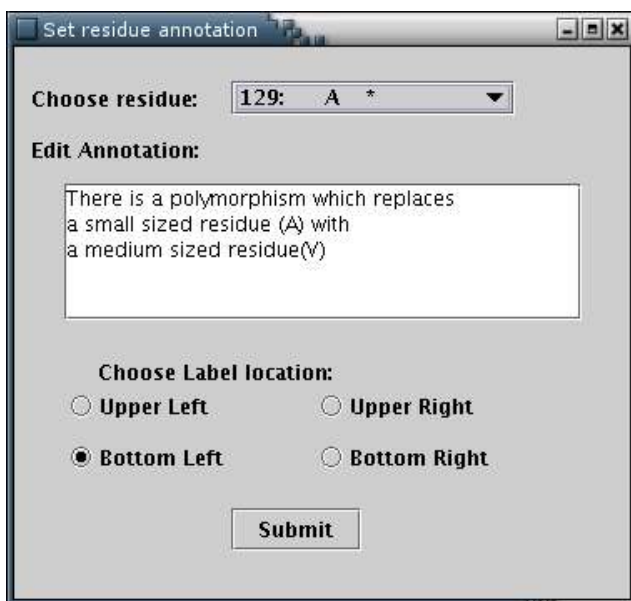 Set residue annotation
Choose residue: 129: A *
Edit Annotation:
There is a polymorphism which replaces
a small sized residue (A) with
a medium sized residue(V)
Choose Label location:
Upper Left Upper Right
Bottom Left Bottom Right
Submit